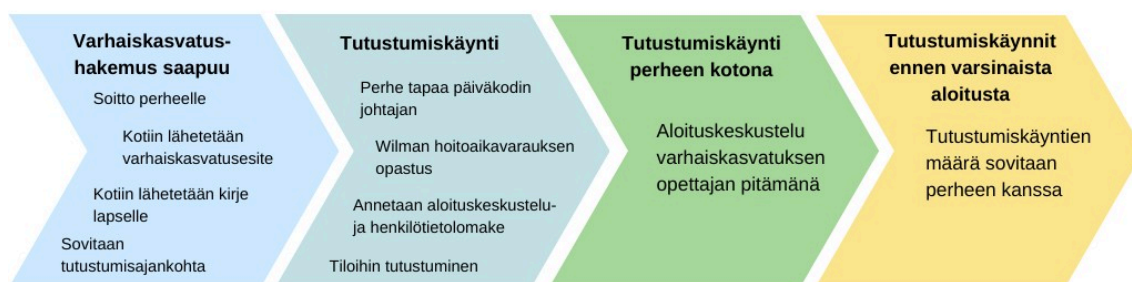 Varhaiskasvatus-
hakemus saapuu
Soitto perheelle
Kotiin lähetetään
varhaiskasvatusesite
Kotiin lähetetään kirje
lapselle
Sovitaan
tutustumisajankohta
Tutustumiskäynti
Perhe tapaa päiväkodin
johtajan
Wilman hoitoaikavarauksen
opastus
Annetaan aloituskeskustelu-
ja henkilötietolomake
Tiloihin tutustuminen
Tutustumiskäynti
perheen kotona
Aloituskeskustelu
varhaiskasvatuksen
opettajan pitämänä
Tutustumiskäynnit
ennen varsinaista
aloitusta
Tutustumiskäyntien
määrä sovitaan
perheen kanssa